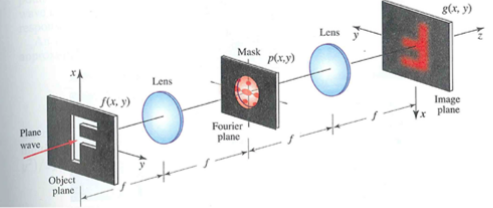 g(x, y)
Lens
y
z
Mask
p(x,y)
x
Lens
f(x, y)
Image
plane
x
Plane
wave
Fourier
plane
f
f
y
f
Object
plane
f